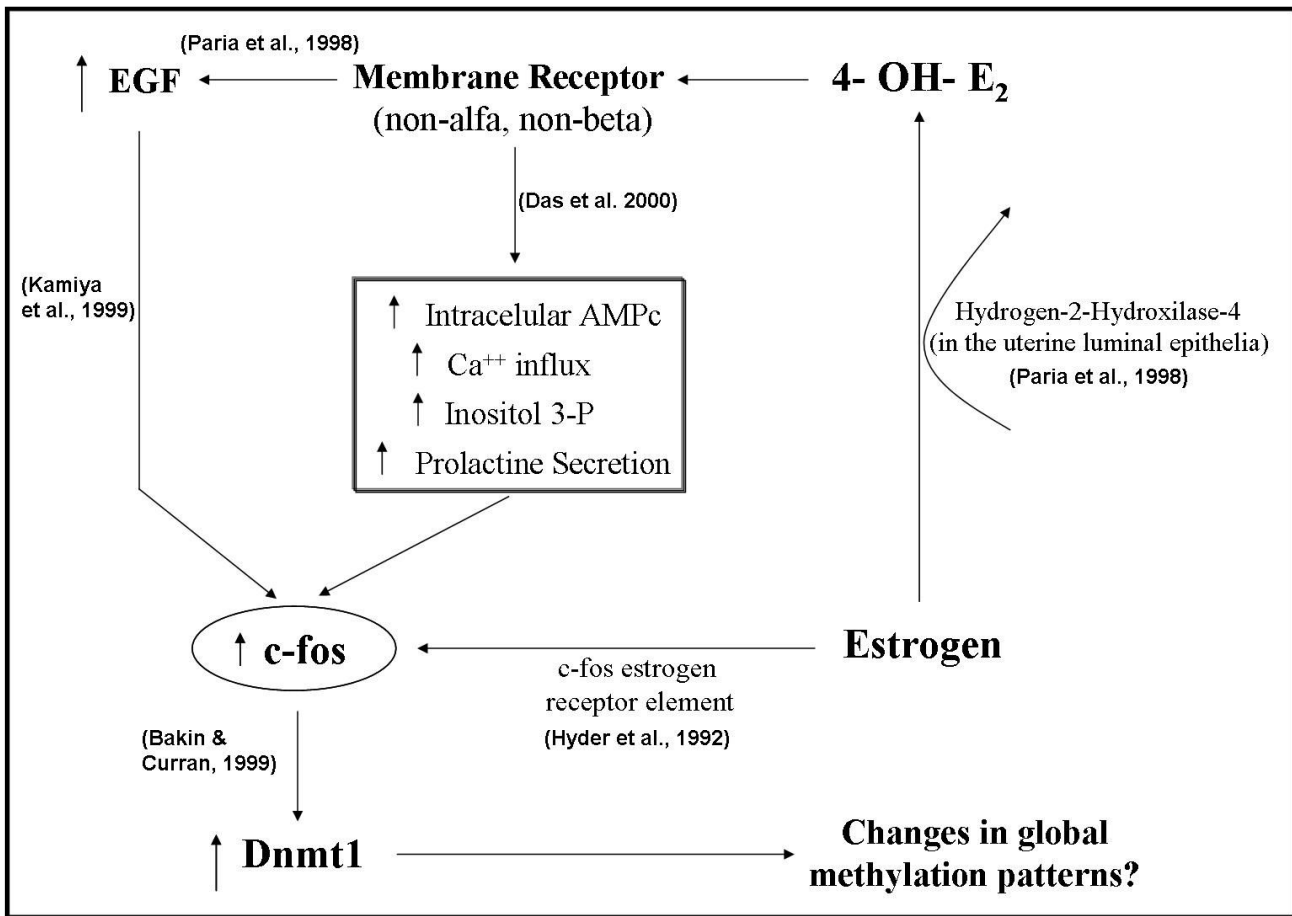 (Paria et al., 1998)
EGF
Membrane Receptor
(non-alfa, non-beta)
4- OH- E₂
(Das et al. 2000)
(Kamiya
et al., 1999)
Intracelular AMPc
Ca⁺⁺ influx
Inositol 3-P
Prolactine Secretion
Hydrogen-2-Hydroxilase-4
(in the uterine luminal epithelia)
(Paria et al., 1998)
c-fos
Estrogen
c-fos estrogen
receptor element
(Hyder et al., 1992)
(Bakin &
Curran, 1999)
Dnmt1
Changes in global
methylation patterns?